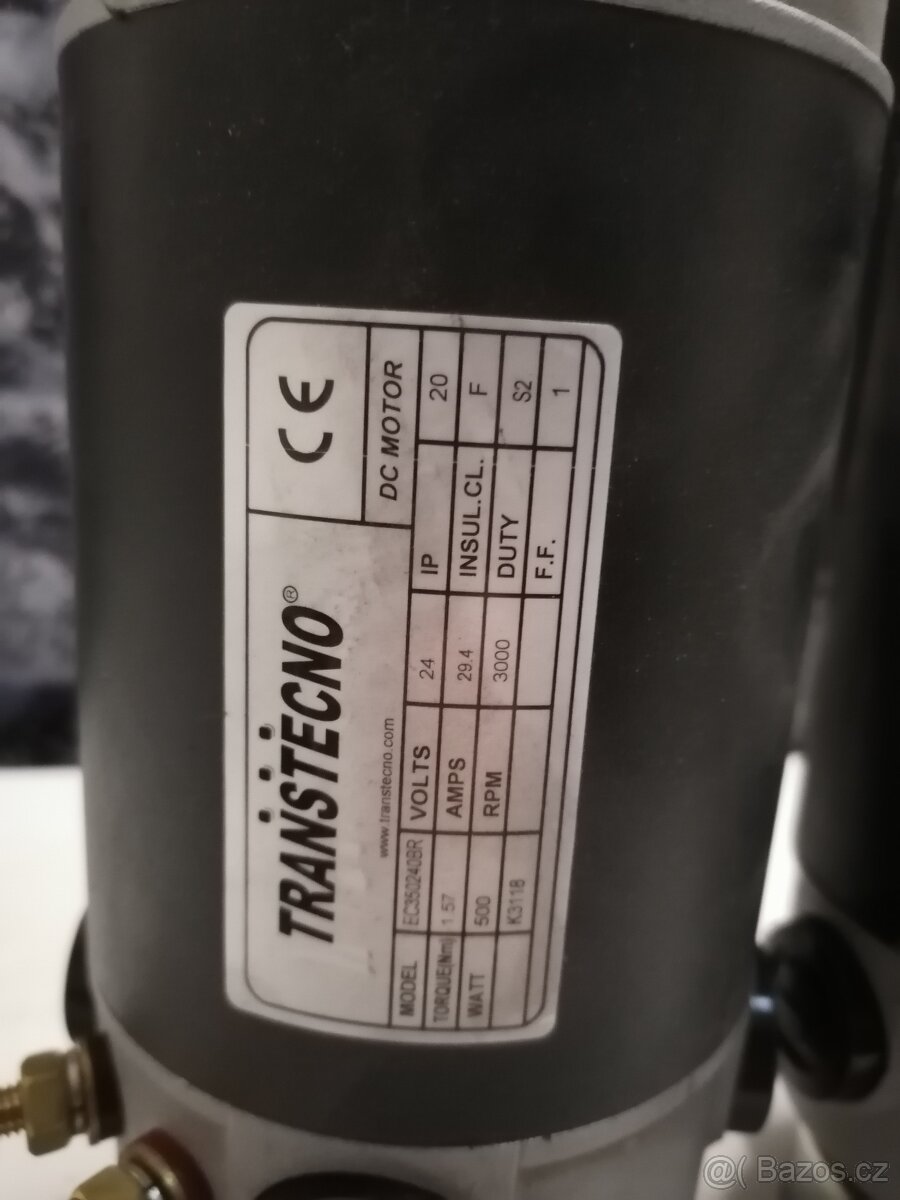 TRANSTECNO®
www.transtecno.com
CE
DC MOTOR
MODEL EC350240BR VOLTS 24 IP 20
TORQUE(Nm) 1.57 AMPS 29.4 INSUL.CL. F
WATT 500 RPM 3000 DUTY S2
K3118 F.F. 1
@( Bazos.cz